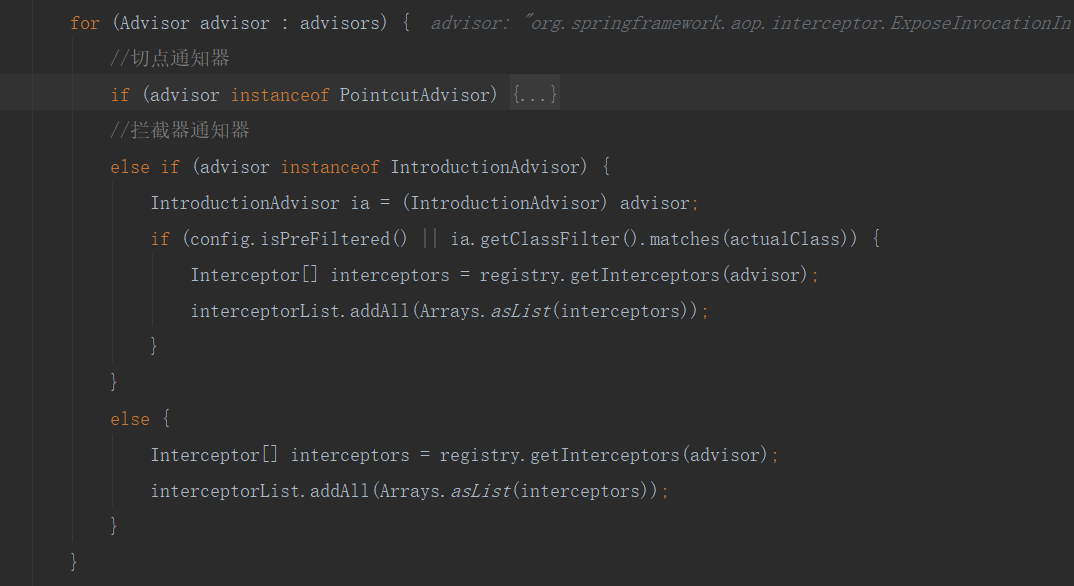 for (Advisor advisor : advisors) {  advisor: "org.springframework.aop.interceptor.ExposeInvocationIn
//切点通知器
if (advisor instanceof PointcutAdvisor) {...}
//拦截器通知器
else if (advisor instanceof IntroductionAdvisor) {
IntroductionAdvisor ia = (IntroductionAdvisor) advisor;
if (config.isPreFiltered() || ia.getClassFilter().matches(actualClass)) {
Interceptor[] interceptors = registry.getInterceptors(advisor);
interceptorList.addAll(Arrays.asList(interceptors));
}
}
else {
Interceptor[] interceptors = registry.getInterceptors(advisor);
interceptorList.addAll(Arrays.asList(interceptors));
}
}